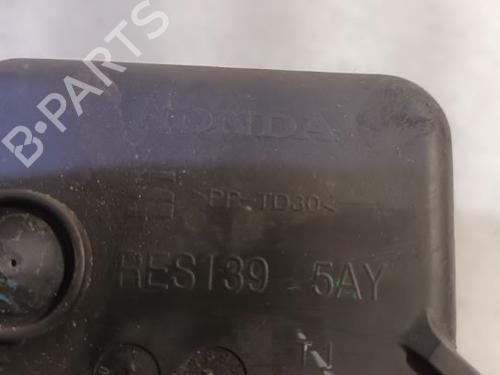 B-PARTS
HONDA
>PP-TD30<
RES139 5AY